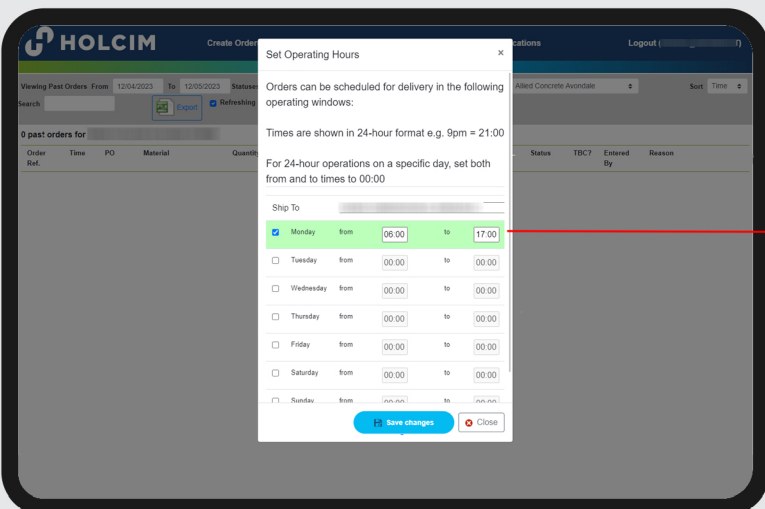 HOLCIM
Create Order
cations
Logout (
Viewing Past Orders From 12/04/2023 To 12/05/2023 Statuses
Allied Concrete Avondale
Sort Time
earch
Export
Refreshing
0 past orders for
Order Ref. Time PO Material Quantity
Status TBC? Entered By Reason
Set Operating Hours ×
Orders can be scheduled for delivery in the following
operating windows:
Times are shown in 24-hour format e.g. 9pm = 21:00
For 24-hour operations on a specific day, set both
from and to times to 00:00
Ship To
Monday from 06:00 to 17:00
Tuesday from 00:00 to 00:00
Wednesday from 00:00 to 00:00
Thursday from 00:00 to 00:00
Friday from 00:00 to 00:00
Saturday from 00:00 to 00:00
Sunday from 00:00 to 00:00
Save changes
Close